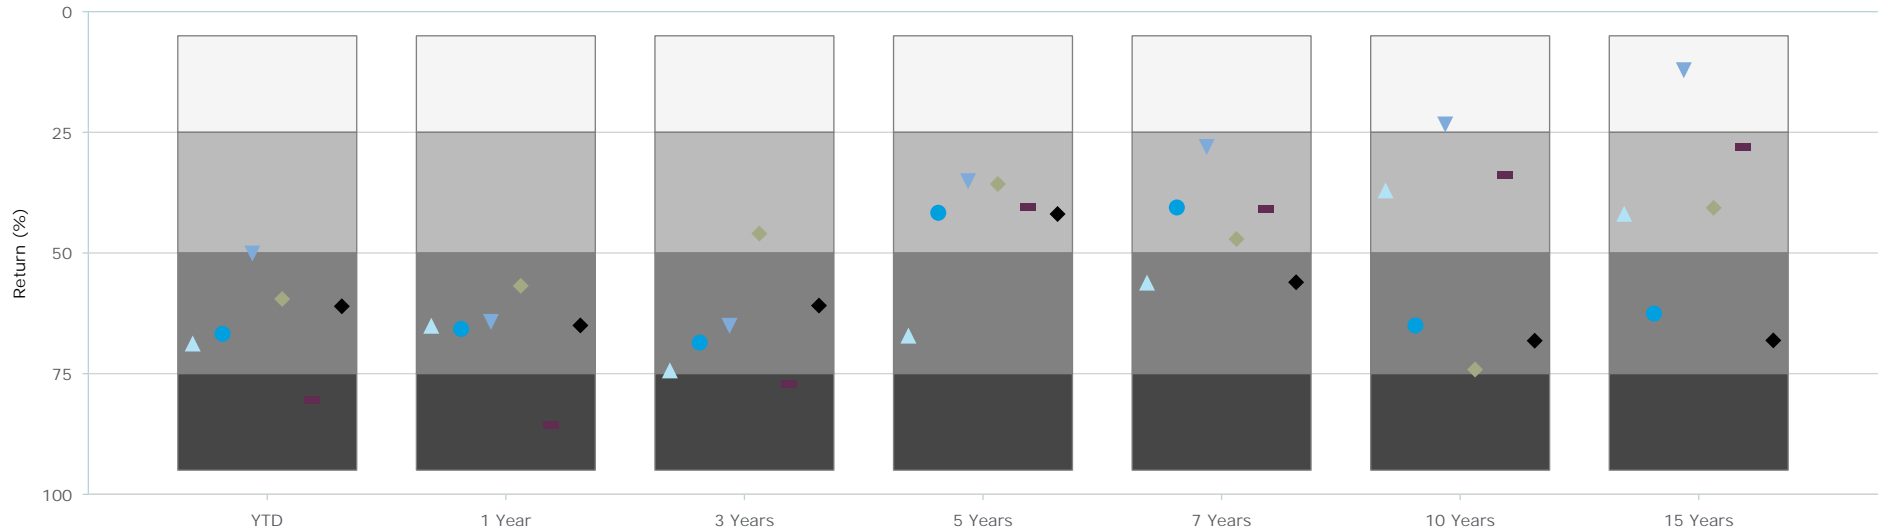 0
25
50
75
100
Return (%)
YTD
1 Year
3 Years
5 Years
7 Years
10 Years
15 Years